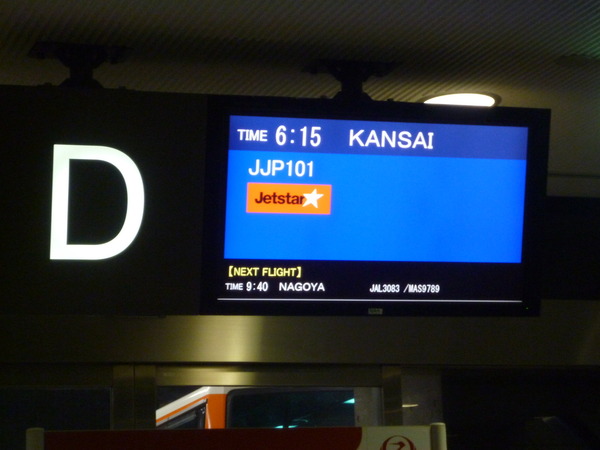 D
TIME 6:15 KANSAI
JJP101
Jetstar
【NEXT FLIGHT】
TIME 9:40 NAGOYA JAL3083 /MAS9789